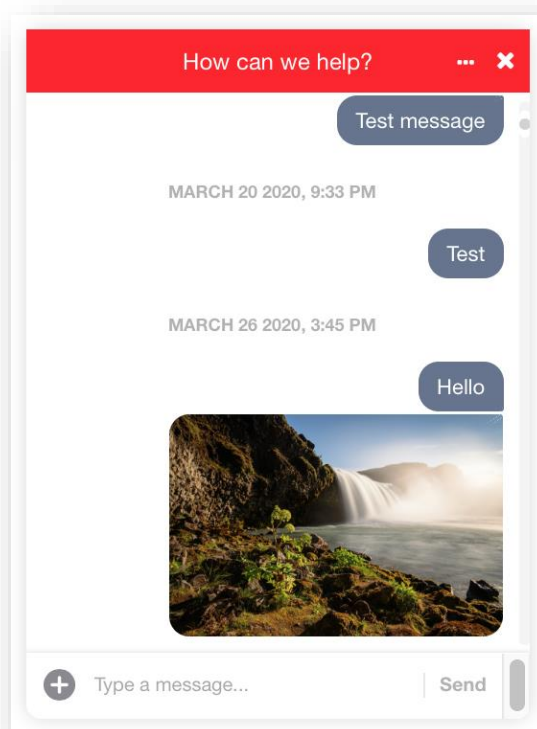 How can we help?
Test message
MARCH 20 2020, 9:33 PM
Test
MARCH 26 2020, 3:45 PM
Hello
Type a message...
Send